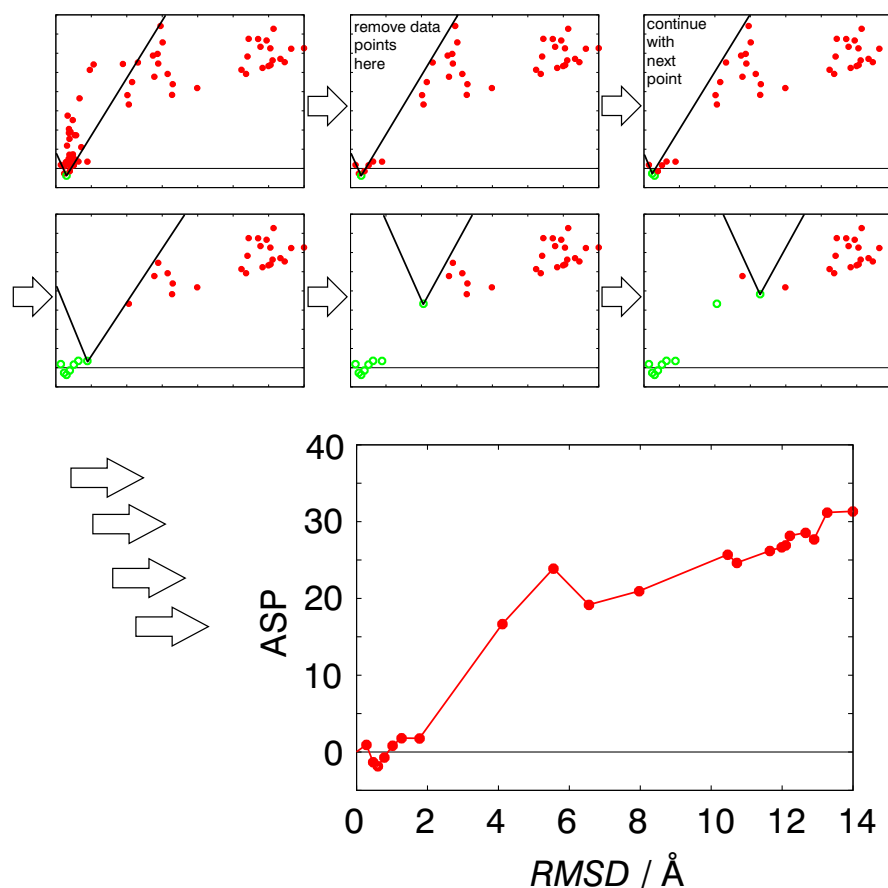 remove data
points
here
continue
with
next
point
40
30
20
10
0
ASP
0 2 4 6 8 10 12 14
RMSD / Å